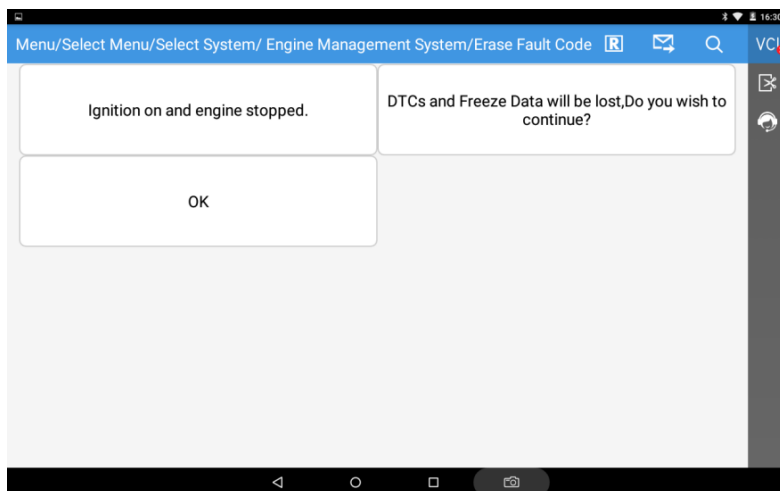 16:30
Menu/Select Menu/Select System/ Engine Management System/Erase Fault Code R
VCI
Ignition on and engine stopped.
DTCs and Freeze Data will be lost,Do you wish to
continue?
OK